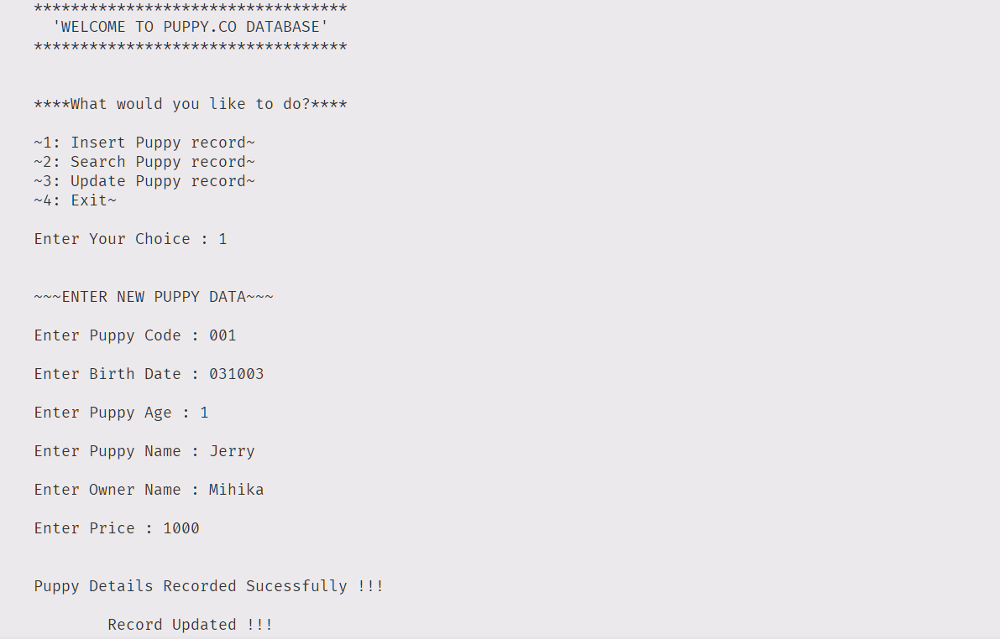 **********************************
'WELCOME TO PUPPY.CO DATABASE'
**********************************
****What would you like to do?****
~1: Insert Puppy record~
~2: Search Puppy record~
~3: Update Puppy record~
~4: Exit~
Enter Your Choice : 1
~~~ENTER NEW PUPPY DATA~~~
Enter Puppy Code : 001
Enter Birth Date : 031003
Enter Puppy Age : 1
Enter Puppy Name : Jerry
Enter Owner Name : Mihika
Enter Price : 1000
Puppy Details Recorded Sucessfully !!!
Record Updated !!!